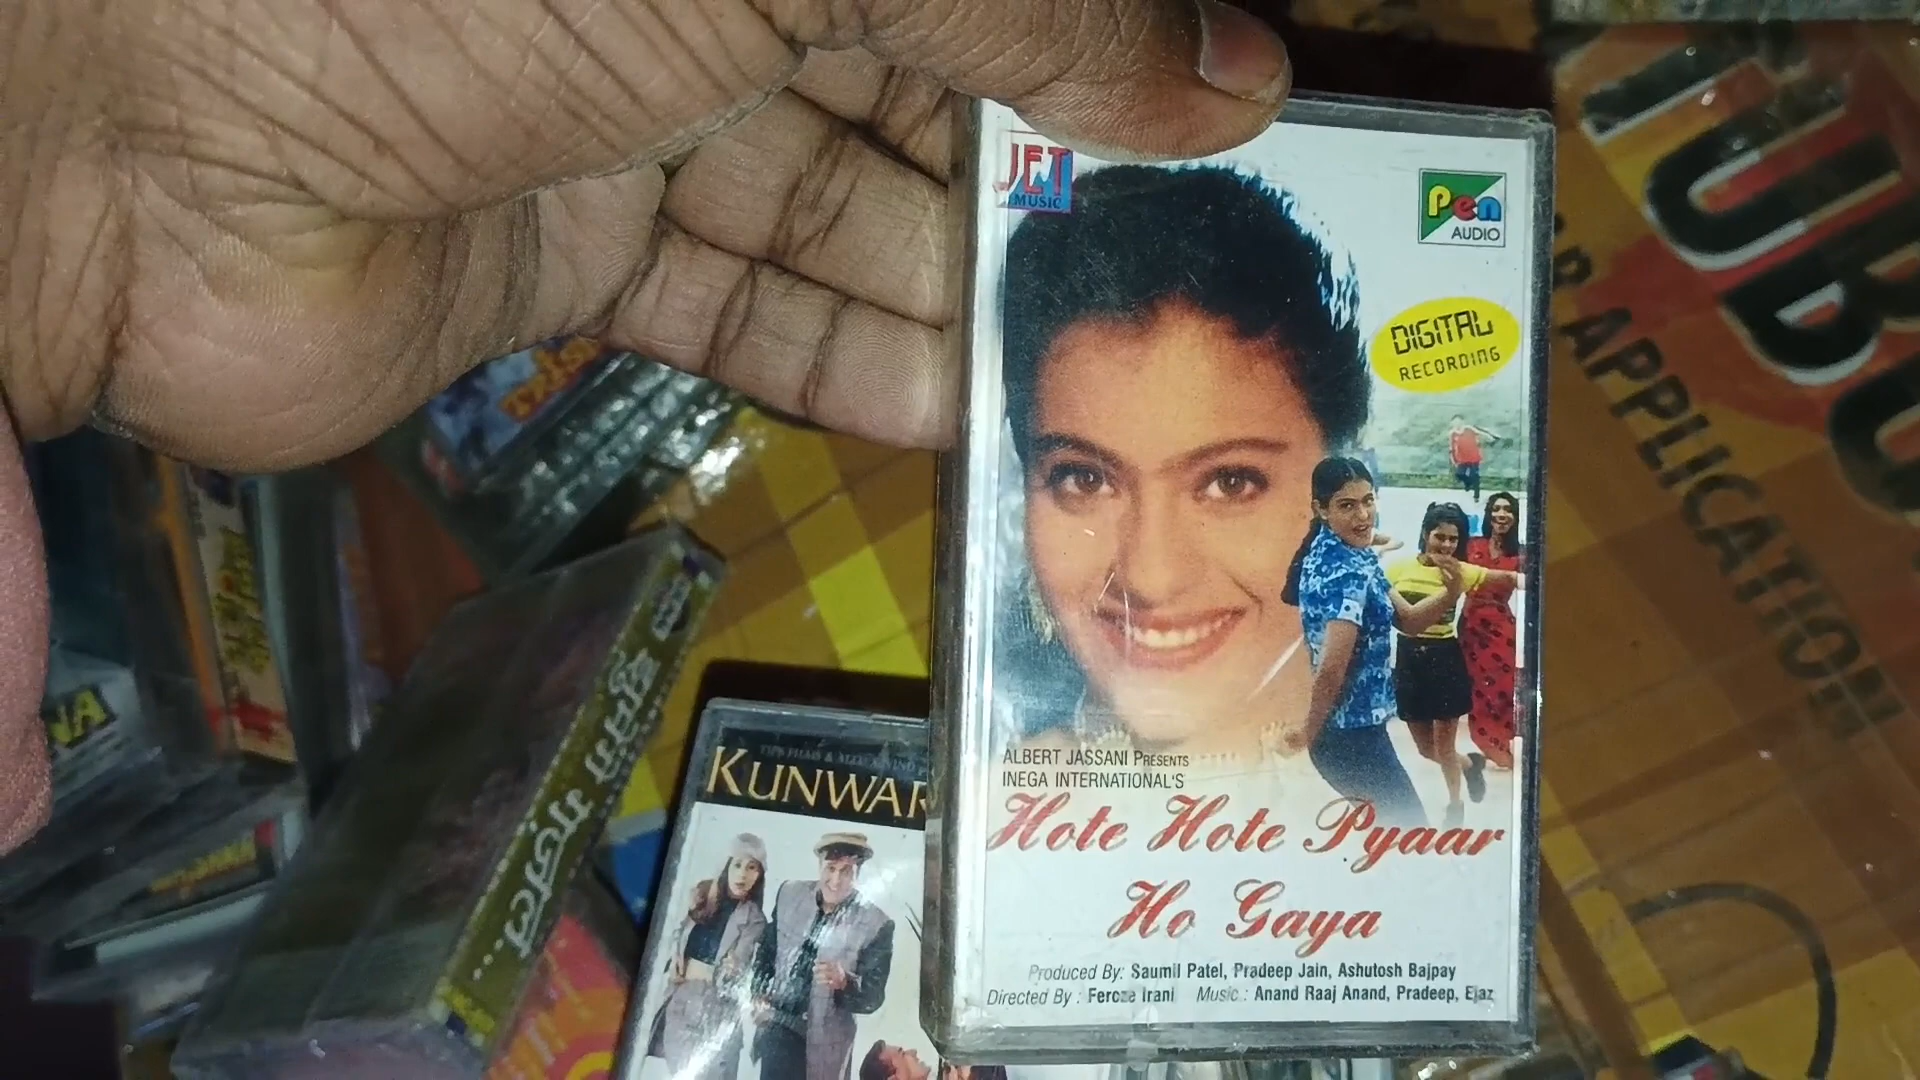 JET
MUSIC
Pen
AUDIO
DIGITAL
RECORDING
ALBERT JASSANI PRESENTS
INEGA INTERNATIONAL'S
Hote Hote Pyaar
Ho Gaya
Produced By: Saumil Patel, Pradeep Jain, Ashutosh Bajpay
Directed By : Feroze Irani Music : Anand Raaj Anand, Pradeep, Ejaz
KUNWAR
APPLICATION